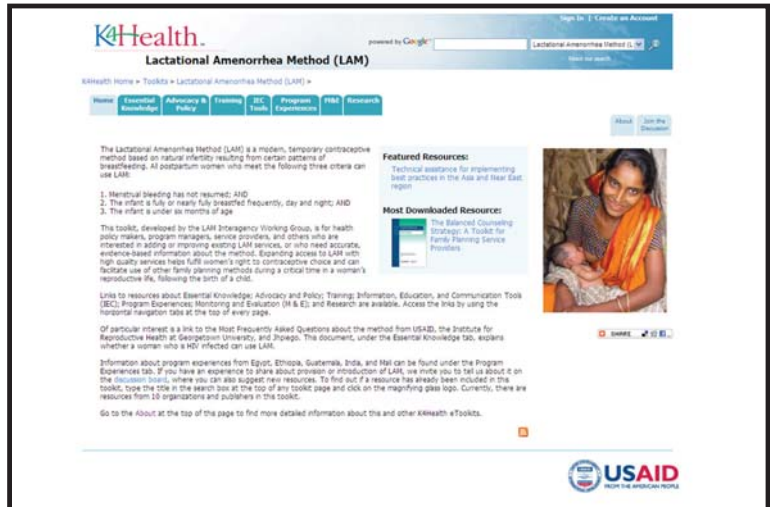 Sign In | Create an Account
K4Health
powered by Google
Lactational Amenorrhea Method (L
Lactational Amenorrhea Method (LAM)
K4Health Home > Toolkits > Lactational Amenorrhea Method (LAM) >
Home
Essential Knowledge
Advocacy & Policy
Training
IEC Tools
Program Experiences
M&E
Research
About
Join the Discussion
The Lactational Amenorrhea Method (LAM) is a modern, temporary contraceptive
method based on natural infertility resulting from certain patterns of
breastfeeding. All postpartum women who meet the following three criteria can
use LAM:
1. Menstrual bleeding has not resumed; AND
2. The infant is fully or nearly fully breastfed frequently, day and night; AND
3. The infant is under six months of age
This toolkit, developed by the LAM Interagency Working Group, is for health
policy makers, program managers, service providers, and others who are
interested in adding or improving existing LAM services, or who need accurate,
evidence-based information about the method. Expanding access to LAM with
high quality services helps fulfil women's right to contraceptive choice and can
facilitate use of other family planning methods during a critical time in a woman's
reproductive life, following the birth of a child.
Featured Resources:
Technical assistance for implementing
best practices in the Asia and Near East
region
Most Downloaded Resource:
The Balanced Counseling
Strategy: A Toolkit for
Family Planning Service
Providers
Links to resources about Essential Knowledge; Advocacy and Policy; Training; Information, Education, and Communication Tools
(IEC); Program Experiences; Monitoring and Evaluation (M & E); and Research are available. Access the links by using the
horizontal navigation tabs at the top of every page.
Of particular interest is a link to the Most Frequently Asked Questions about the method from USAID, the Institute for
Reproductive Health at Georgetown University, and Jhpiego. This document, under the Essential Knowledge tab, explains
whether a woman who is HIV infected can use LAM.
Information about program experiences from Egypt, Ethiopia, Guatemala, India, and Mali can be found under the Program
Experiences tab. If you have an experience to share about provision or introduction of LAM, we invite you to tell us about it on
the discussion board, where you can also suggest new resources. To find out if a resource has already been included in this
toolkit, type the title in the search box at the top of any toolkit page and click on the magnifying glass logo. Currently, there are
resources from 10 organizations and publishers in this toolkit.
Go to the About at the top of this page to find more detailed information about this and other K4Health eToolkits.
SHARE
USAID
FROM THE AMERICAN PEOPLE